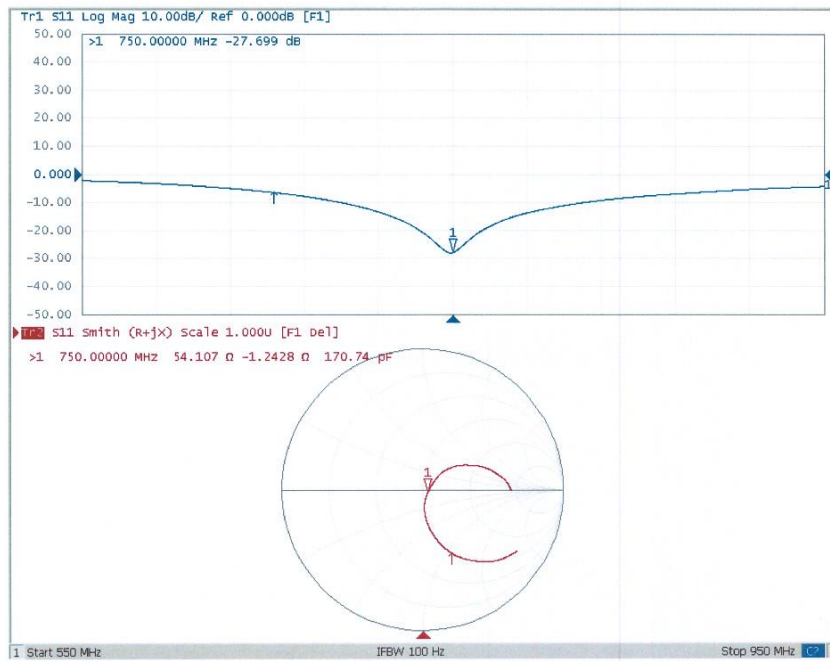 Tr1 S11 Log Mag 10.00dB/ Ref 0.000dB [F1]
50.00
>1 750.00000 MHz -27.699 dB
40.00
30.00
20.00
10.00
0.000
1
-10.00
-20.00
1
-30.00
-40.00
-50.00
Tr2 S11 Smith (R+jX) Scale 1.000U [F1 Del]
>1 750.00000 MHz 54.107 Ω -1.2428 Ω 170.74 pF
1
1 Start 550 MHz IFBW 100 Hz Stop 950 MHz C2